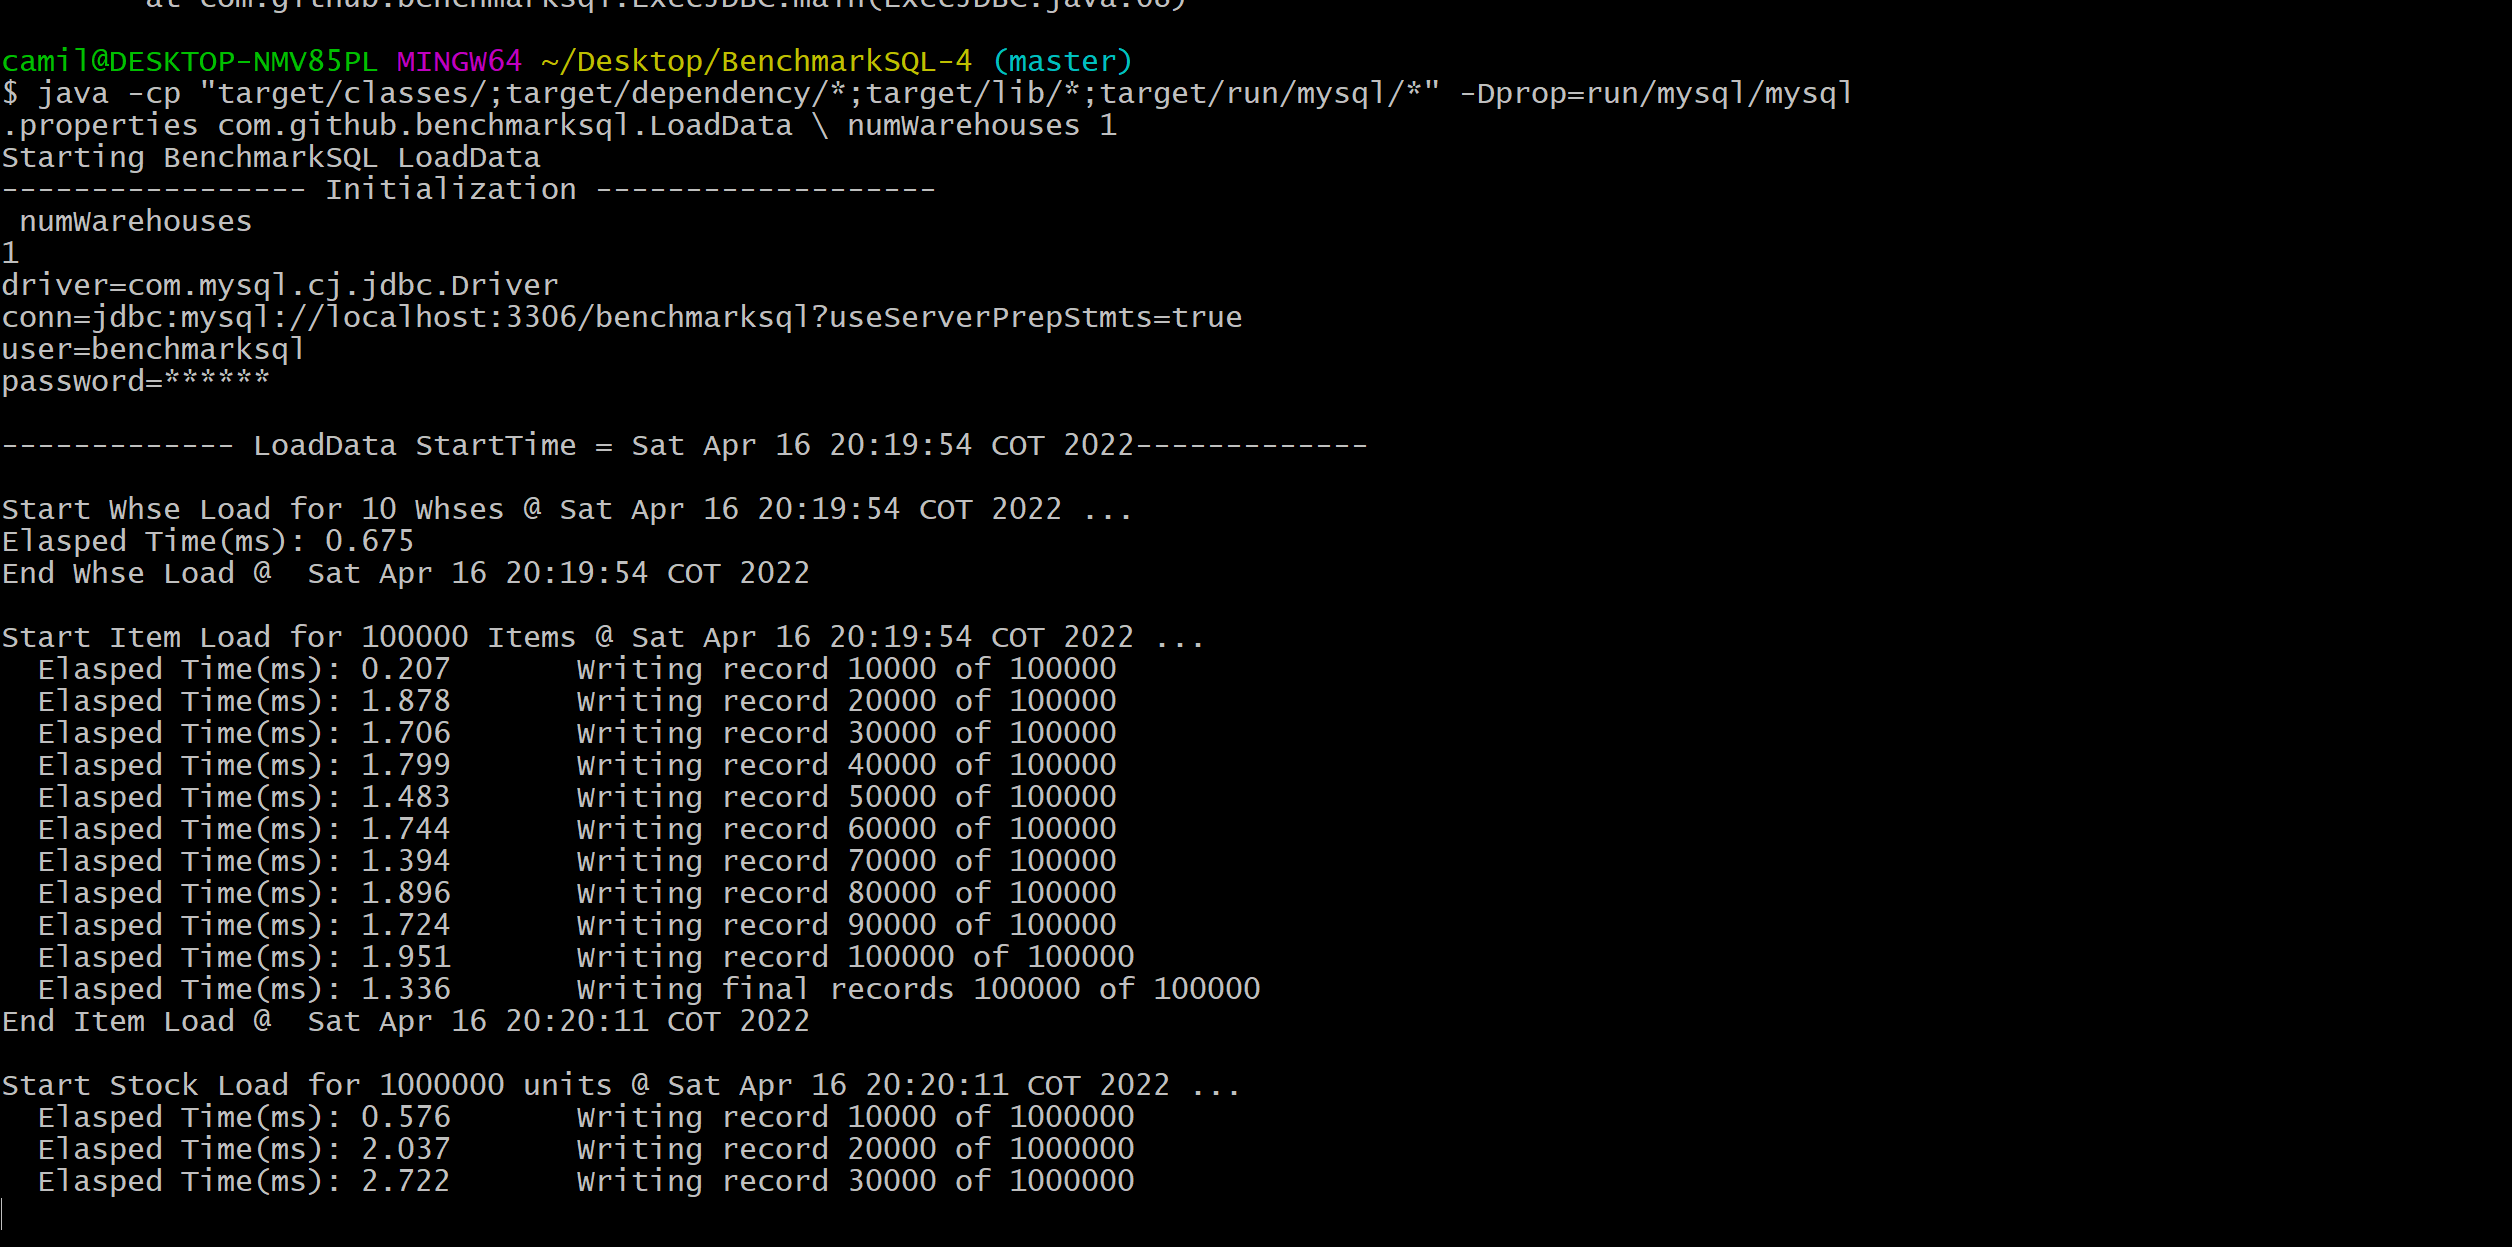 at com.github.benchmarksql.ExecJDBC.main(ExecJDBC.java:68)
camil@DESKTOP-NMV85PL MINGW64 ~/Desktop/BenchmarkSQL-4 (master)
$ java -cp "target/classes/;target/dependency/*;target/lib/*;target/run/mysql/*" -Dprop=run/mysql/mysql
.properties com.github.benchmarksql.LoadData \ numWarehouses 1
Starting BenchmarkSQL LoadData
----------------- Initialization -------------------
 numWarehouses
1
driver=com.mysql.cj.jdbc.Driver
conn=jdbc:mysql://localhost:3306/benchmarksql?useServerPrepStmts=true
user=benchmarksql
password=******
------------- LoadData StartTime = Sat Apr 16 20:19:54 COT 2022-------------
Start Whse Load for 10 Whses @ Sat Apr 16 20:19:54 COT 2022 ...
Elasped Time(ms): 0.675
End Whse Load @  Sat Apr 16 20:19:54 COT 2022
Start Item Load for 100000 Items @ Sat Apr 16 20:19:54 COT 2022 ...
  Elasped Time(ms): 0.207       Writing record 10000 of 100000
  Elasped Time(ms): 1.878       Writing record 20000 of 100000
  Elasped Time(ms): 1.706       Writing record 30000 of 100000
  Elasped Time(ms): 1.799       Writing record 40000 of 100000
  Elasped Time(ms): 1.483       Writing record 50000 of 100000
  Elasped Time(ms): 1.744       Writing record 60000 of 100000
  Elasped Time(ms): 1.394       Writing record 70000 of 100000
  Elasped Time(ms): 1.896       Writing record 80000 of 100000
  Elasped Time(ms): 1.724       Writing record 90000 of 100000
  Elasped Time(ms): 1.951       Writing record 100000 of 100000
  Elasped Time(ms): 1.336       Writing final records 100000 of 100000
End Item Load @  Sat Apr 16 20:20:11 COT 2022
Start Stock Load for 1000000 units @ Sat Apr 16 20:20:11 COT 2022 ...
  Elasped Time(ms): 0.576       Writing record 10000 of 1000000
  Elasped Time(ms): 2.037       Writing record 20000 of 1000000
  Elasped Time(ms): 2.722       Writing record 30000 of 1000000